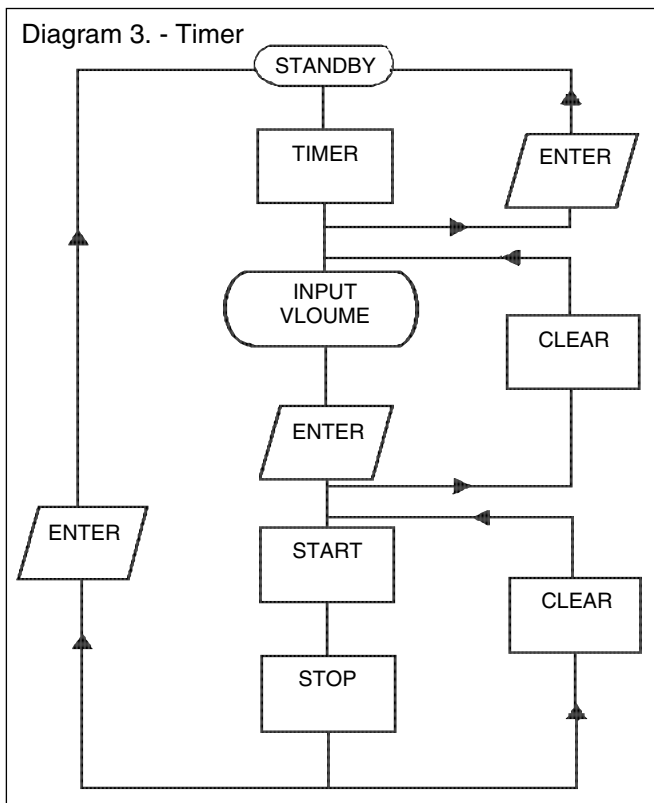 Diagram 3. - Timer
STANDBY
TIMER
ENTER
INPUT
VLOUME
CLEAR
ENTER
ENTER
START
CLEAR
STOP